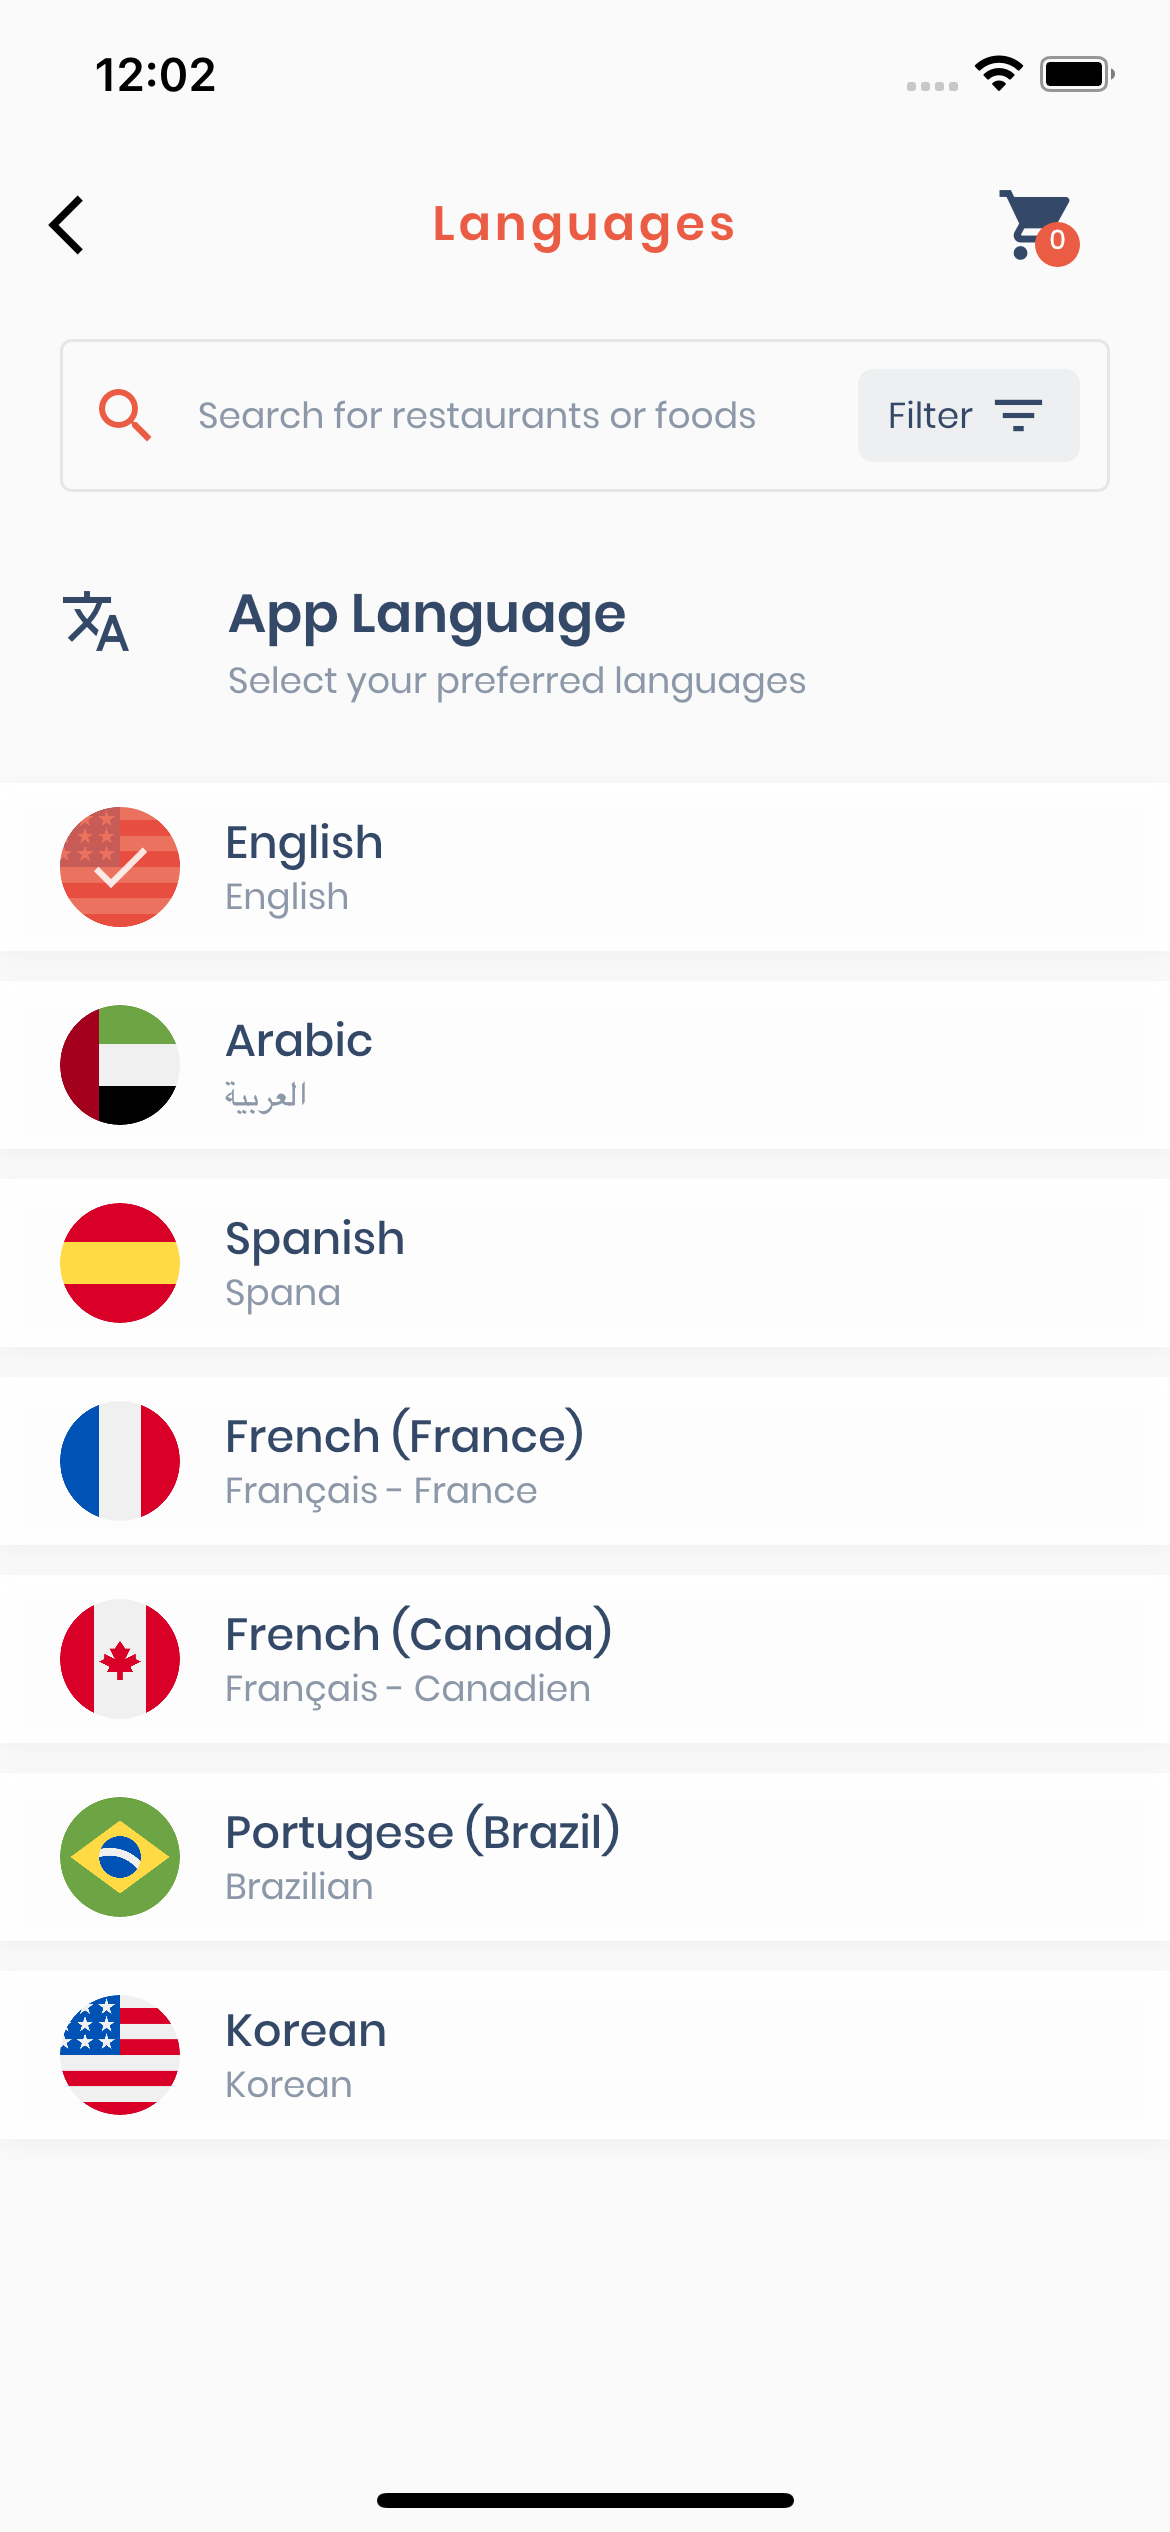 12:02
Languages
0
Search for restaurants or foods
Filter
App Language
Select your preferred languages
English
English
Arabic
العربية
Spanish
Spana
French (France)
Français - France
French (Canada)
Français - Canadien
Portugese (Brazil)
Brazilian
Korean
Korean